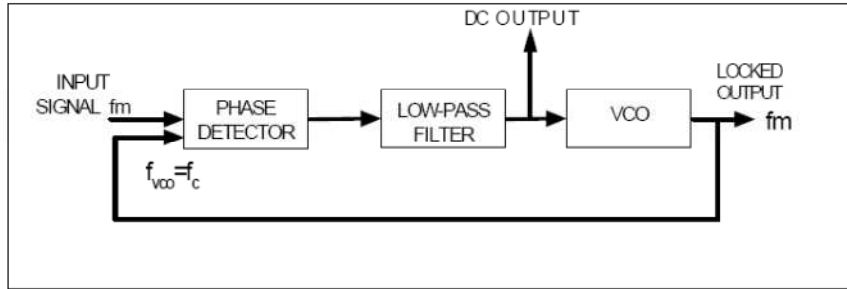 DC OUTPUT
INPUT
SIGNAL fm
PHASE
DETECTOR
LOW-PASS
FILTER
VCO
LOCKED
OUTPUT
fm
fvco=fc